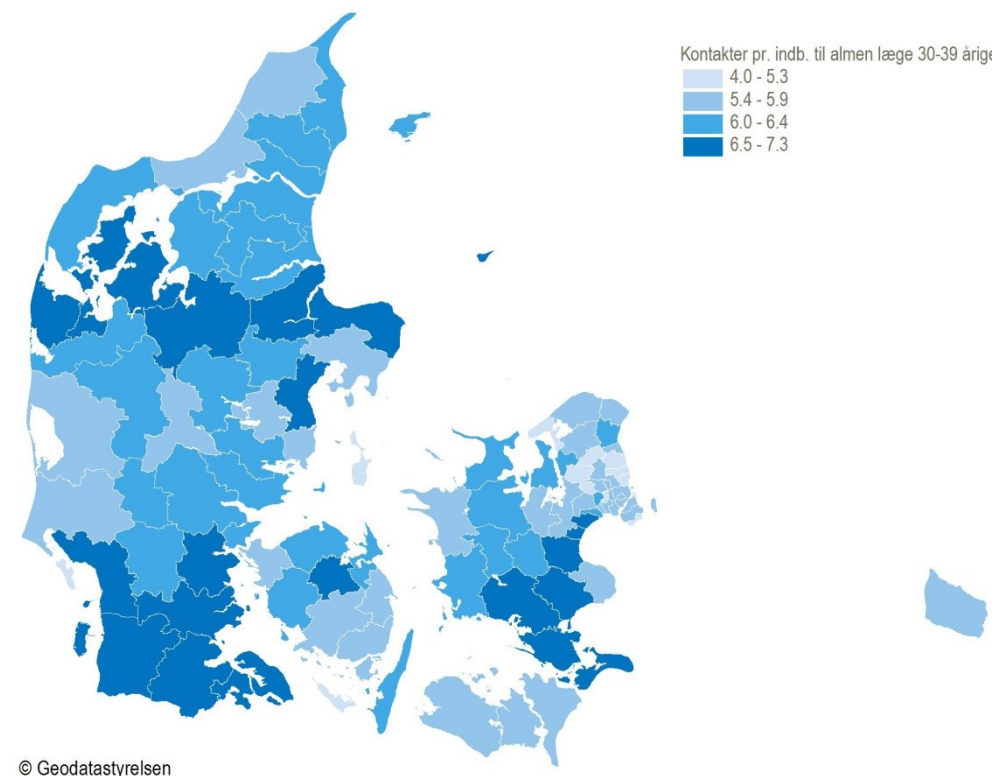 Kontakter pr. indb. til almen læge 30-39 årige
4.0 - 5.3
5.4 - 5.9
6.0 - 6.4
6.5 - 7.3
© Geodatastyrelsen